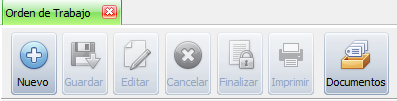 Orden de Trabajo
Nuevo Guardar Editar Cancelar Finalizar Imprimir Documentos